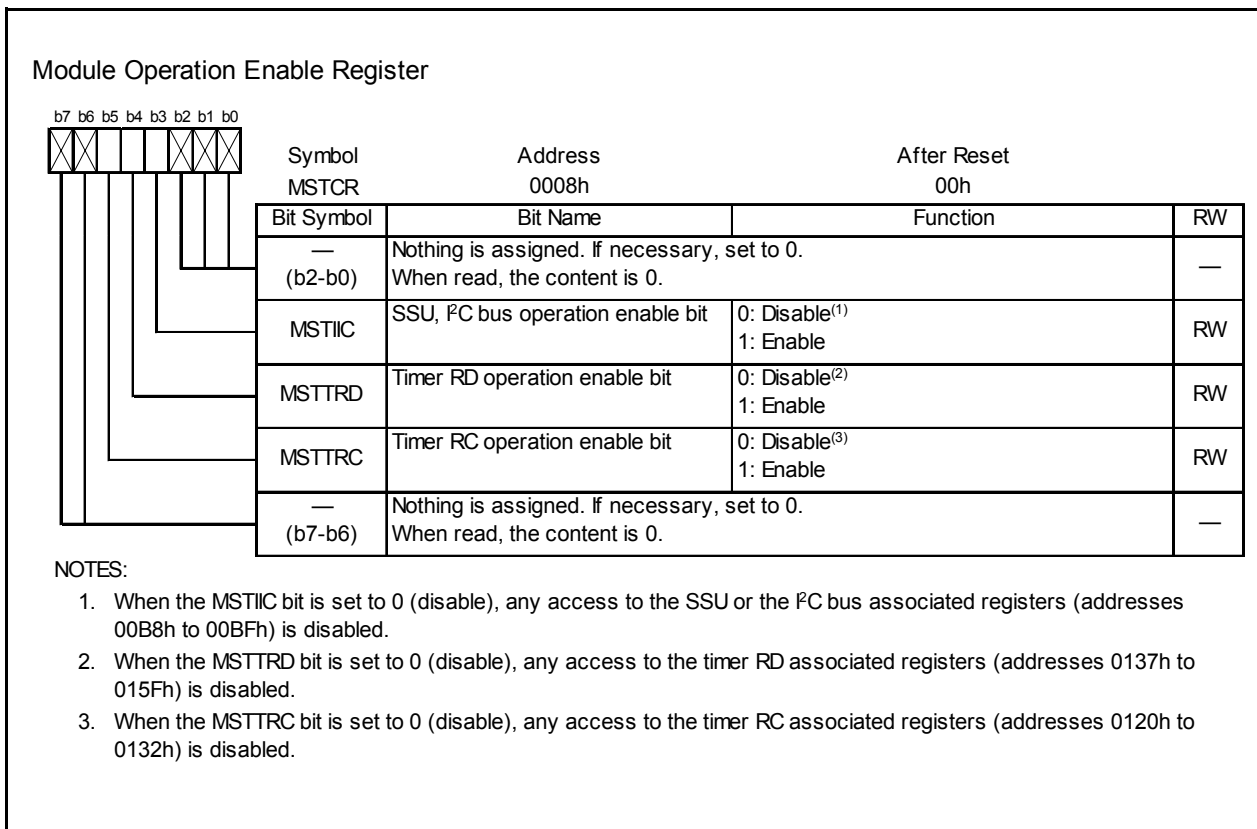 Module Operation Enable Register
b7 b6 b5 b4 b3 b2 b1 b0
Symbol Address After Reset
MSTCR 0008h 00h
Bit Symbol Bit Name Function RW
— Nothing is assigned. If necessary, set to 0. —
(b2-b0) When read, the content is 0.
MSTIIC SSU, I²C bus operation enable bit 0: Disable(1) RW
1: Enable
MSTTRD Timer RD operation enable bit 0: Disable(2) RW
1: Enable
MSTTRC Timer RC operation enable bit 0: Disable(3) RW
1: Enable
— Nothing is assigned. If necessary, set to 0. —
(b7-b6) When read, the content is 0.
NOTES:
1. When the MSTIIC bit is set to 0 (disable), any access to the SSU or the I²C bus associated registers (addresses
00B8h to 00BFh) is disabled.
2. When the MSTTRD bit is set to 0 (disable), any access to the timer RD associated registers (addresses 0137h to
015Fh) is disabled.
3. When the MSTTRC bit is set to 0 (disable), any access to the timer RC associated registers (addresses 0120h to
0132h) is disabled.